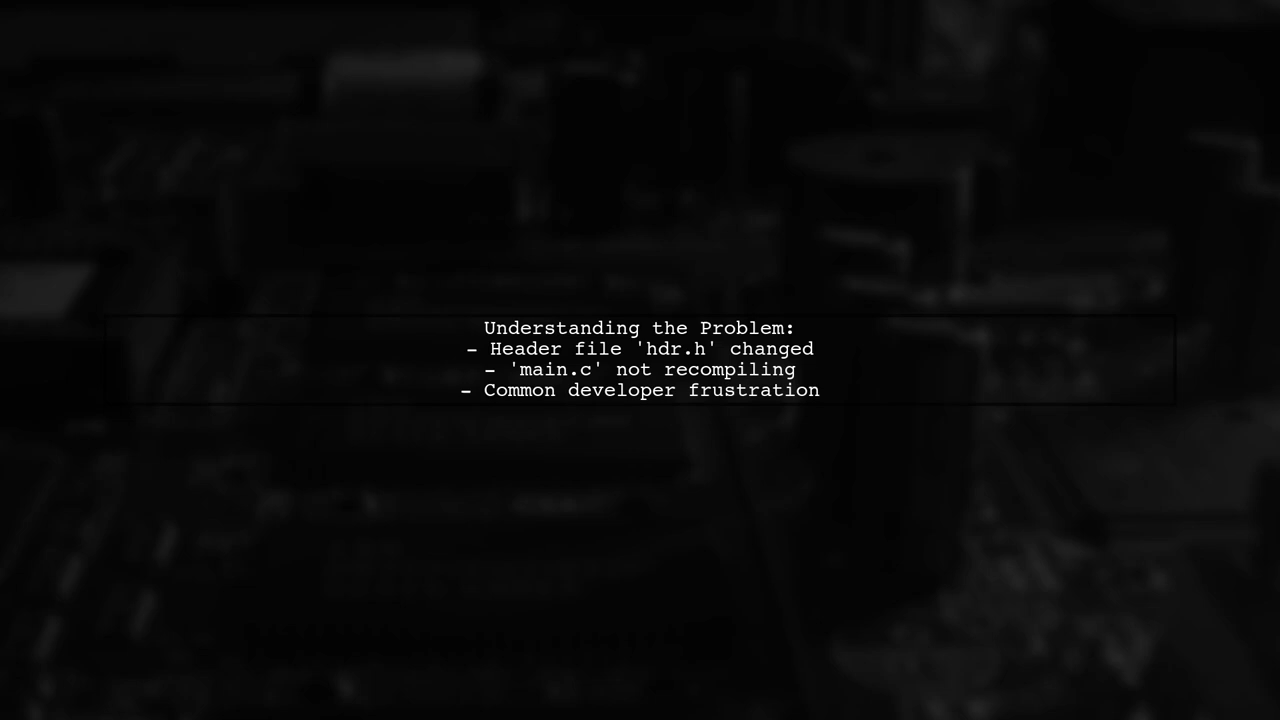 Understanding the Problem:
- Header file 'hdr.h' changed
- 'main.c' not recompiling
- Common developer frustration